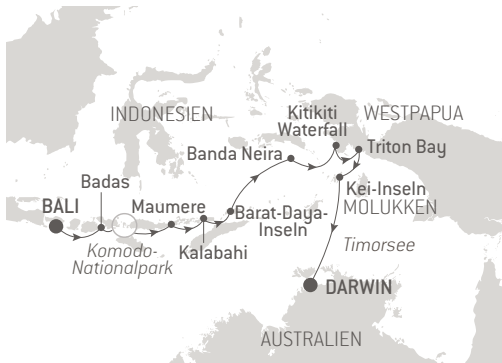 INDONESIEN
Kitikiti
Waterfall
WESTPAPUA
Triton Bay
Banda Neira
Badas
BALI
Maumere
Kei-Inseln
MOLUKKEN
Barat-Daya-
Inseln
Komodo-
Nationalpark
Kalabahi
Timorsee
DARWIN
AUSTRALIEN